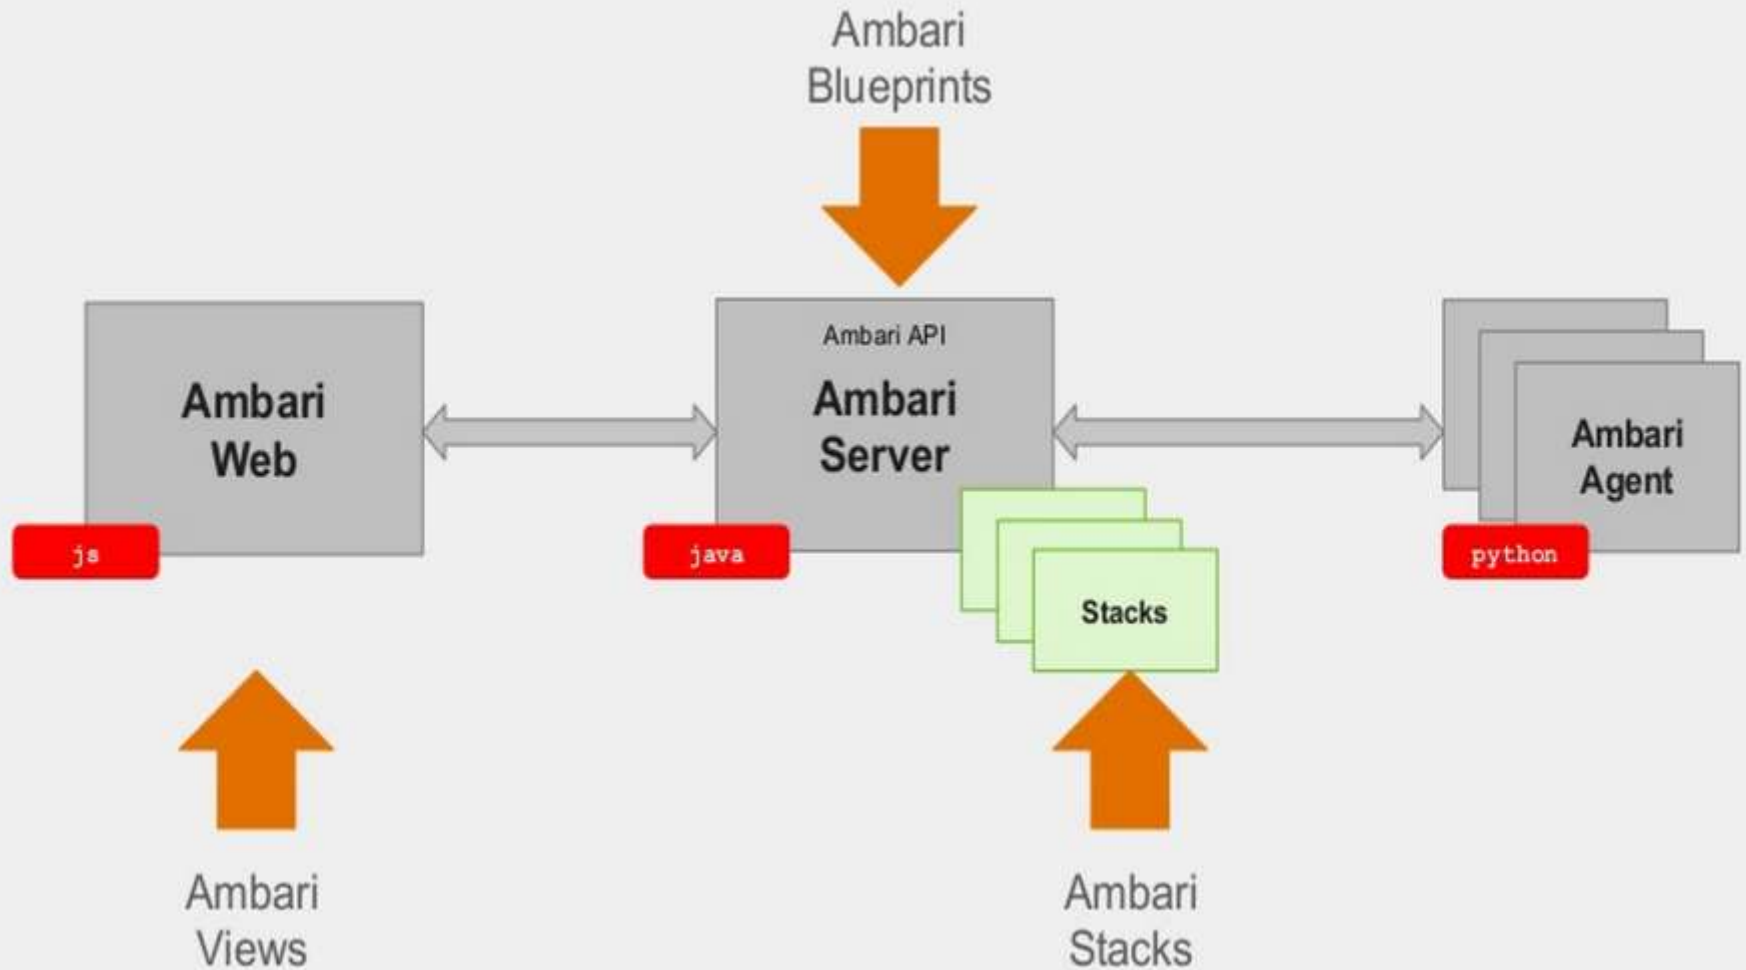 Ambari
Blueprints
Ambari API
Ambari
Web
Ambari
Server
Ambari
Agent
js
java
python
Stacks
Ambari
Views
Ambari
Stacks